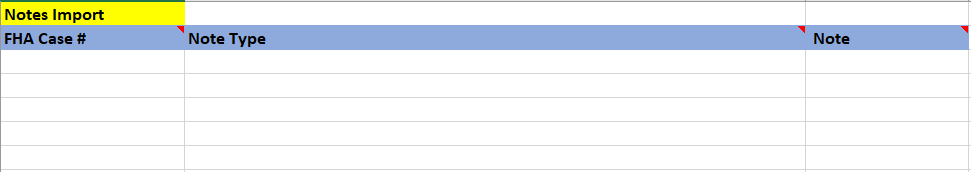 Notes Import
FHA Case # Note Type Note